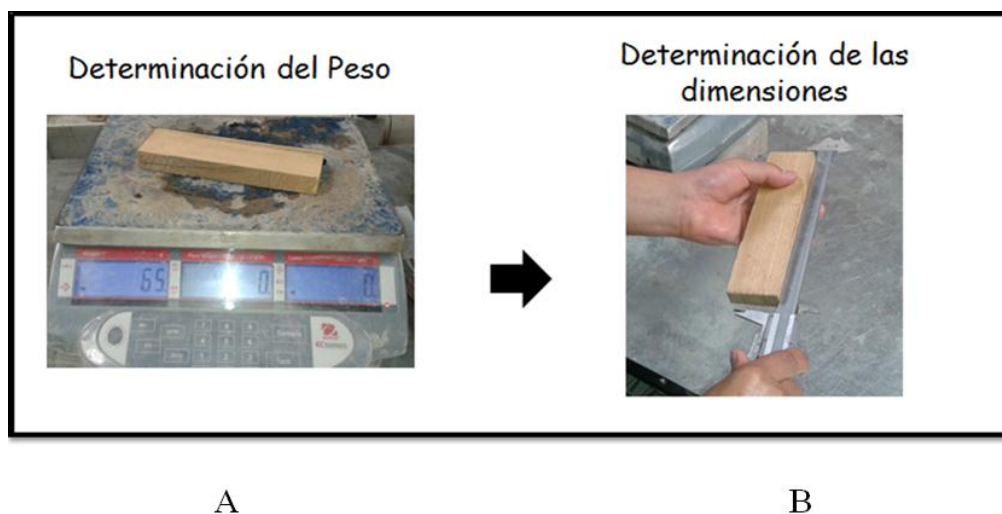 Determinación del Peso
Determinación de las
dimensiones
65
0
0
A
B